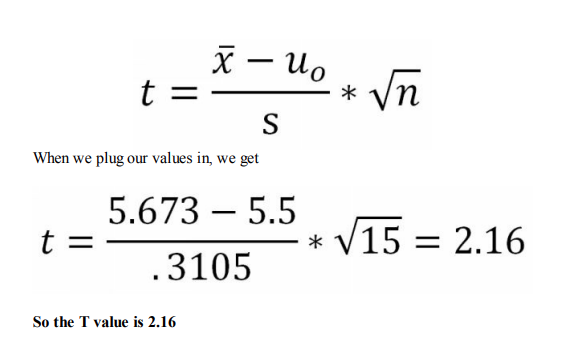 t = x̄ − u₀ / s * √n
When we plug our values in, we get
t = 5.673 − 5.5 / .3105 * √15 = 2.16
So the T value is 2.16